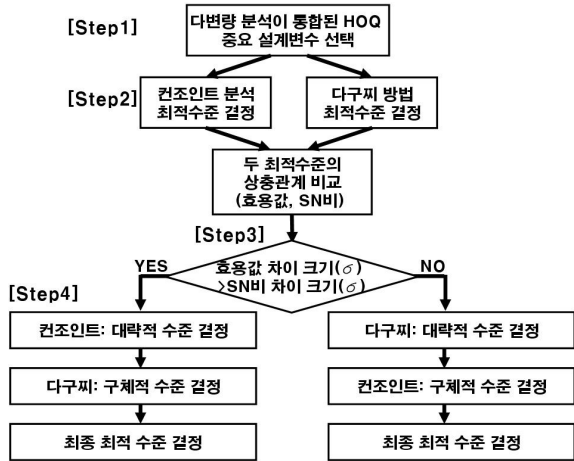 [Step1]
다변량 분석이 통합된 HOQ
중요 설계변수 선택
[Step2]
컨조인트 분석
최적수준 결정
다구찌 방법
최적수준 결정
두 최적수준의
상충관계 비교
(효용값, SN비)
[Step3]
YES
효용값 차이 크기(σ)
>SN비 차이 크기(σ)
NO
[Step4]
컨조인트: 대략적 수준 결정
다구찌: 대략적 수준 결정
다구찌: 구체적 수준 결정
컨조인트: 구체적 수준 결정
최종 최적 수준 결정
최종 최적 수준 결정